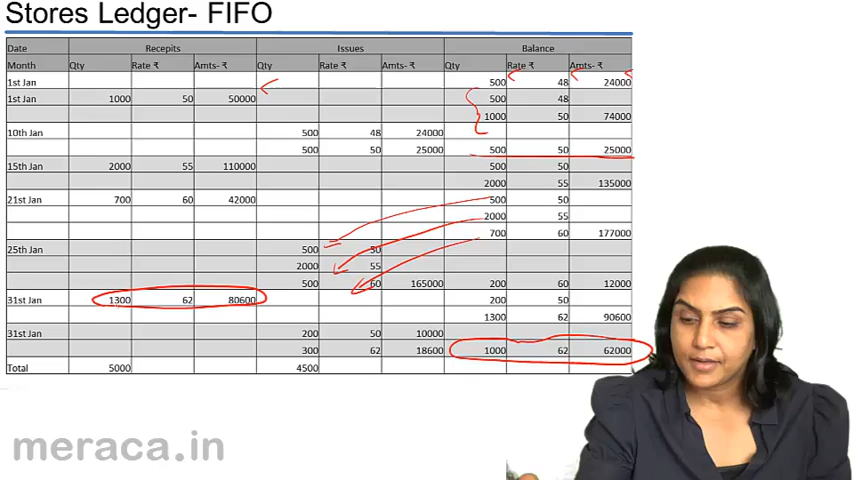 Stores Ledger- FIFO
Date Recepits Issues Balance
Month Qty Rate ₹ Amts- ₹ Qty Rate ₹ Amts- ₹ Qty Rate ₹ Amts- ₹
1st Jan 500 48 24000
1st Jan 1000 50 50000 500 48
1000 50 74000
10th Jan 500 48 24000
500 50 25000 500 50 25000
15th Jan 2000 55 110000 500 50
2000 55 135000
21st Jan 700 60 42000 500 50
2000 55
700 60 177000
25th Jan 500 50
2000 55
500 60 165000 200 60 12000
31st Jan 1300 62 80600 200 50
1300 62 90600
31st Jan 200 50 10000
300 62 18600 1000 62 62000
Total 5000 4500
meraca.in